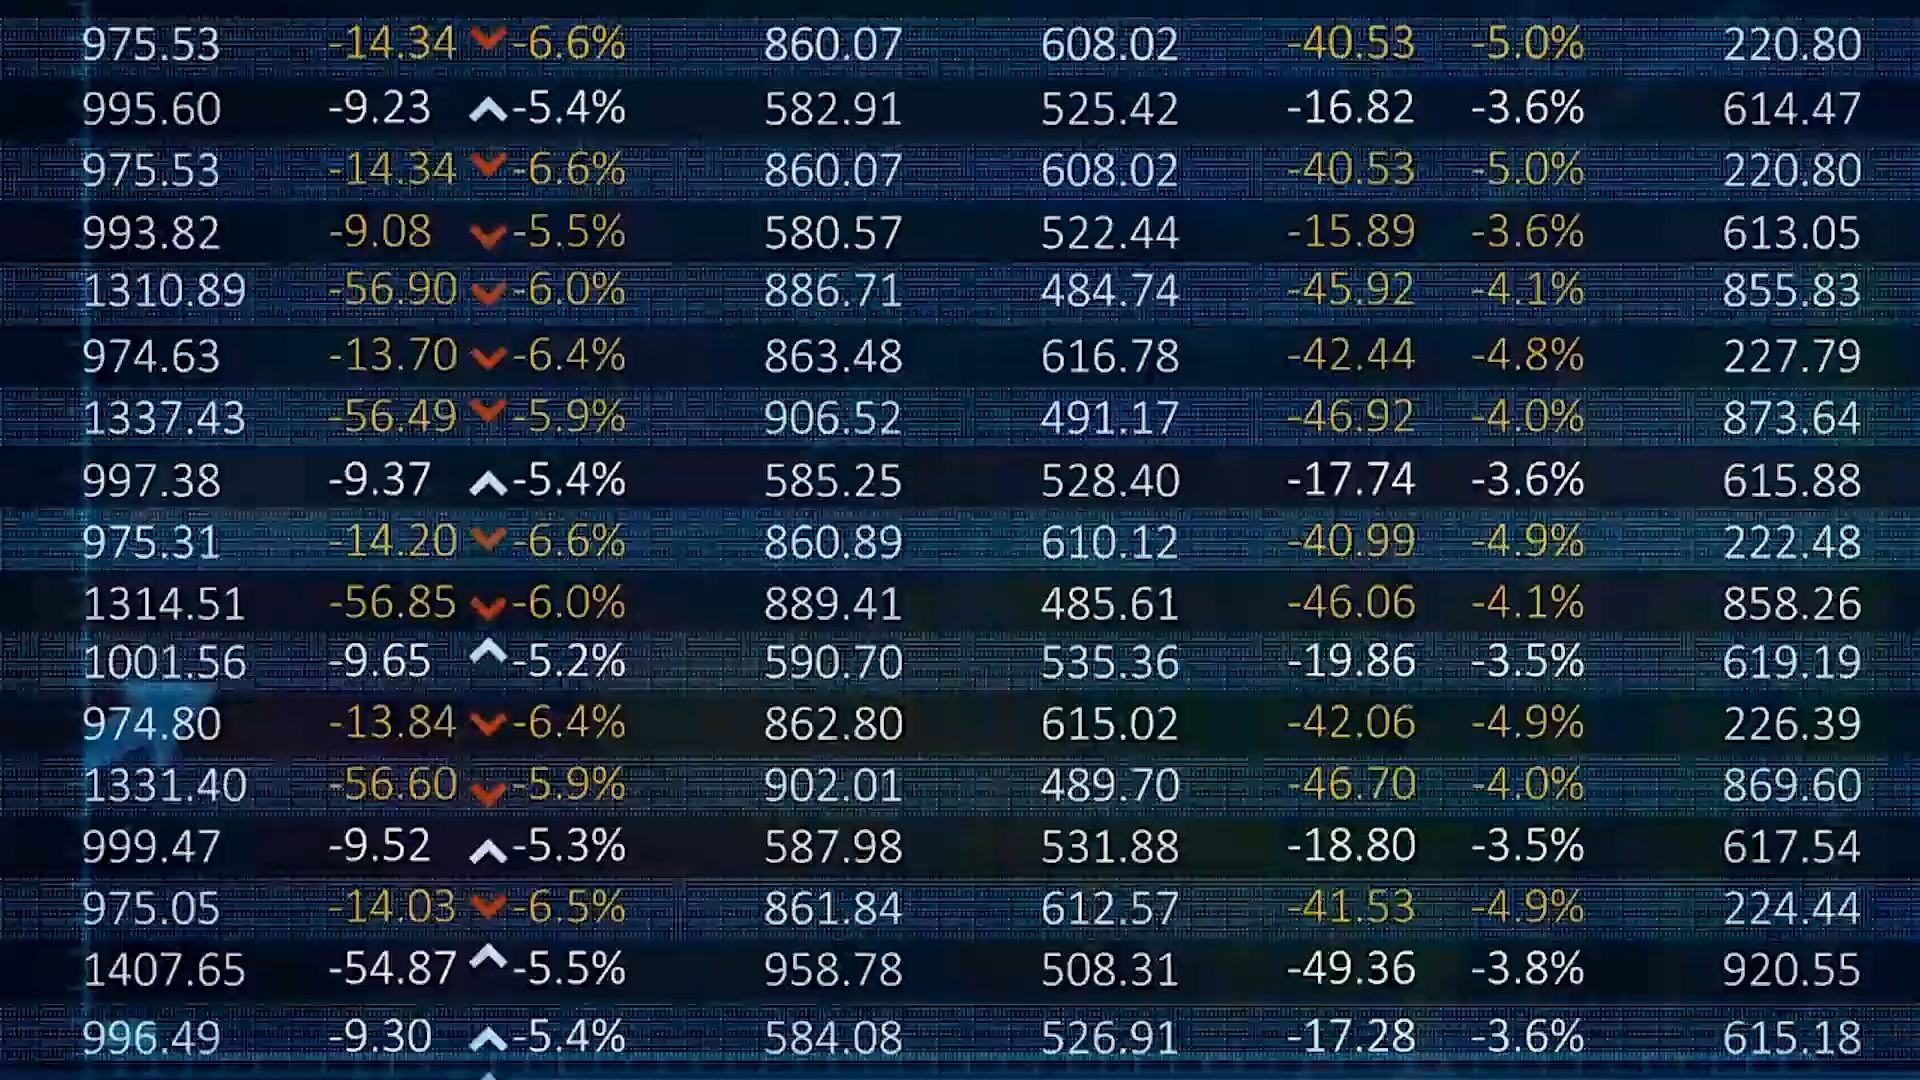 975.53 -14.34 -6.6% 860.07 608.02 -40.53 -5.0% 220.80
995.60 -9.23 -5.4% 582.91 525.42 -16.82 -3.6% 614.47
975.53 -14.34 -6.6% 860.07 608.02 -40.53 -5.0% 220.80
993.82 -9.08 -5.5% 580.57 522.44 -15.89 -3.6% 613.05
1310.89 -56.90 -6.0% 886.71 484.74 -45.92 -4.1% 855.83
974.63 -13.70 -6.4% 863.48 616.78 -42.44 -4.8% 227.79
1337.43 -56.49 -5.9% 906.52 491.17 -46.92 -4.0% 873.64
997.38 -9.37 -5.4% 585.25 528.40 -17.74 -3.6% 615.88
975.31 -14.20 -6.6% 860.89 610.12 -40.99 -4.9% 222.48
1314.51 -56.85 -6.0% 889.41 485.61 -46.06 -4.1% 858.26
1001.56 -9.65 -5.2% 590.70 535.36 -19.86 -3.5% 619.19
974.80 -13.84 -6.4% 862.80 615.02 -42.06 -4.9% 226.39
1331.40 -56.60 -5.9% 902.01 489.70 -46.70 -4.0% 869.60
999.47 -9.52 -5.3% 587.98 531.88 -18.80 -3.5% 617.54
975.05 -14.03 -6.5% 861.84 612.57 -41.53 -4.9% 224.44
1407.65 -54.87 -5.5% 958.78 508.31 -49.36 -3.8% 920.55
996.49 -9.30 -5.4% 584.08 526.91 -17.28 -3.6% 615.18